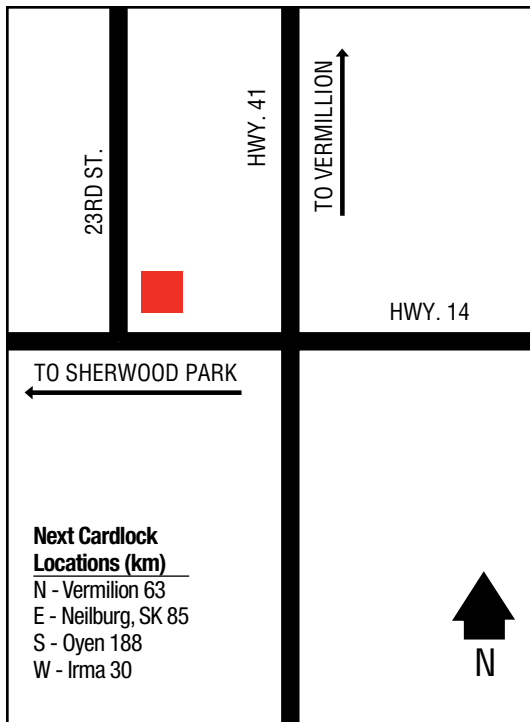 23RD ST.
HWY. 41
TO VERMILLION
HWY. 14
TO SHERWOOD PARK
Next Cardlock
Locations (km)
N - Vermilion 63
E - Neilburg, SK 85
S - Oyen 188
W - Irma 30
N